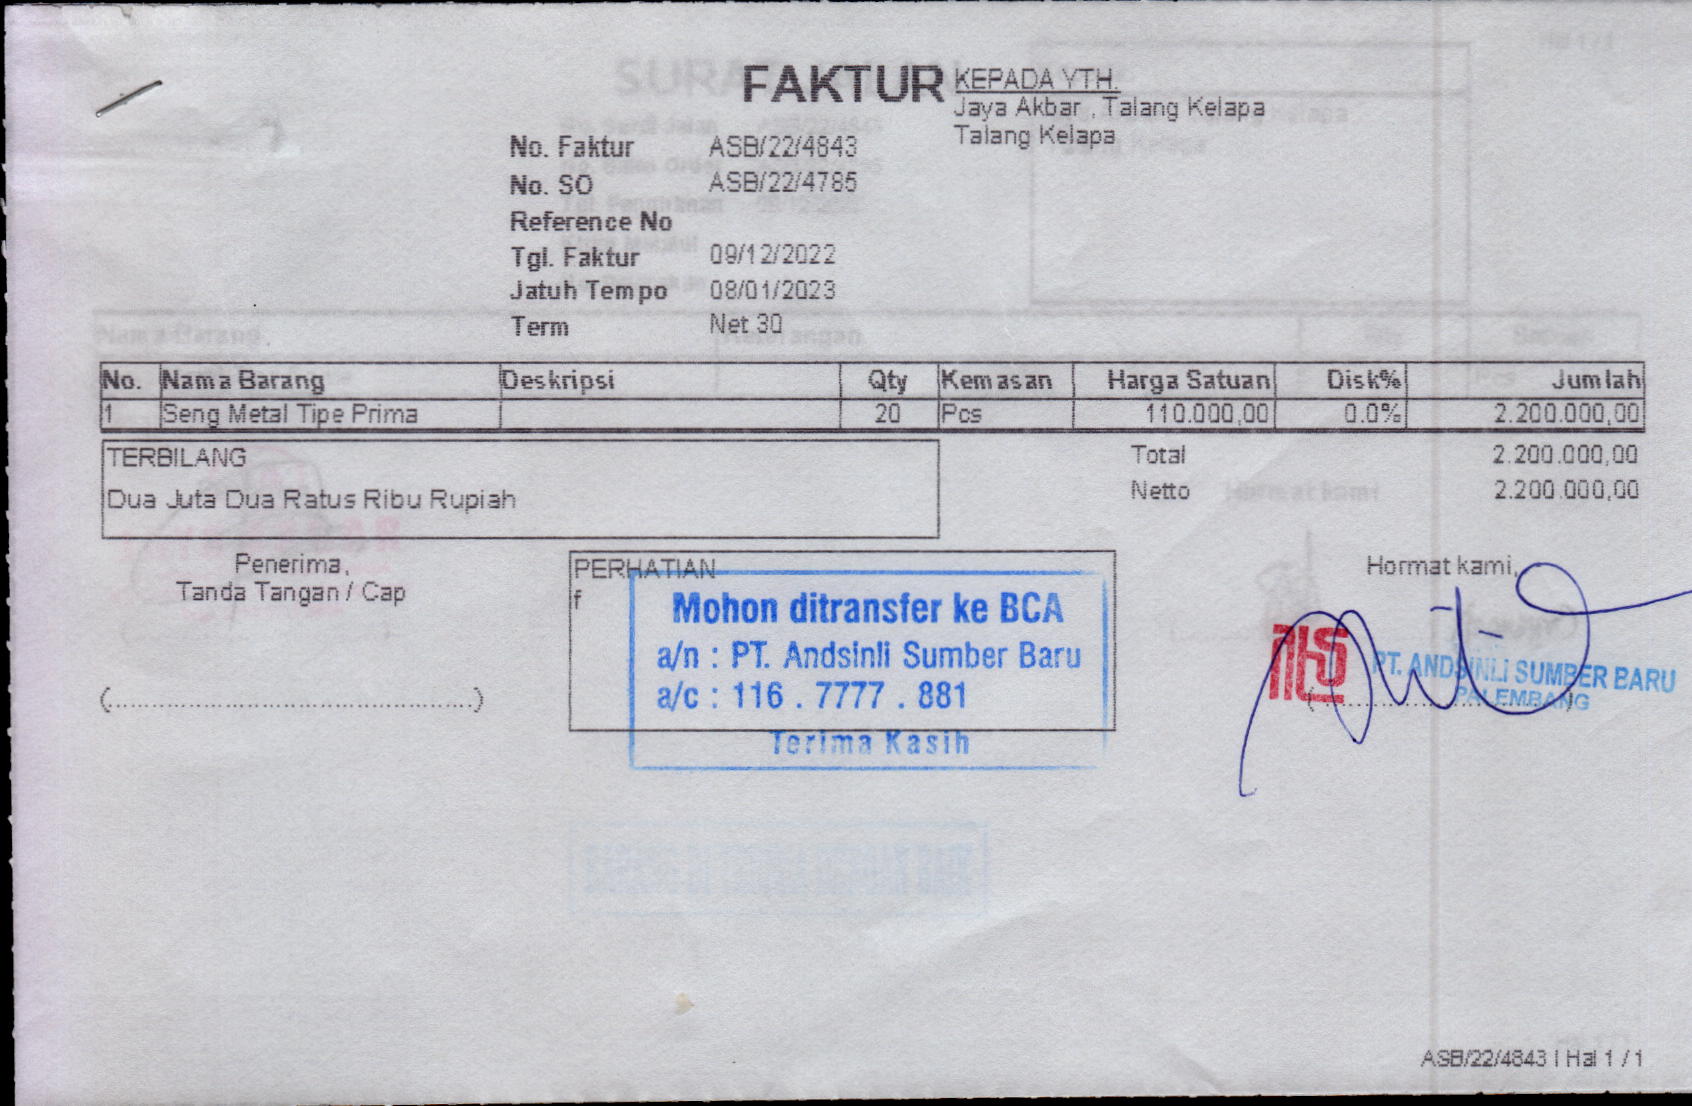 FAKTUR
KEPADA YTH.
Jaya Akbar , Talang Kelapa
Talang Kelapa
No. Faktur ASB/22/4843
No. SO ASB/22/4785
Reference No
Tgl. Faktur 09/12/2022
Jatuh Tempo 08/01/2023
Term Net 30
No. Nama Barang Deskripsi Qty Kemasan Harga Satuan Disk% Jumlah
1 Seng Metal Tipe Prima 20 Pcs 110.000,00 0.0% 2.200.000,00
TERBILANG
Dua Juta Dua Ratus Ribu Rupiah
Total 2.200.000,00
Netto 2.200.000,00
Penerima,
Tanda Tangan / Cap
(................................................)
PERHATIAN
f
Mohon ditransfer ke BCA
a/n : PT. Andsinli Sumber Baru
a/c : 116 . 7777 . 881
Terima Kasih
Hormat kami,
PT. ANDSINLI SUMBER BARU
PALEMBANG
ASB/22/4843 | Hal 1 / 1